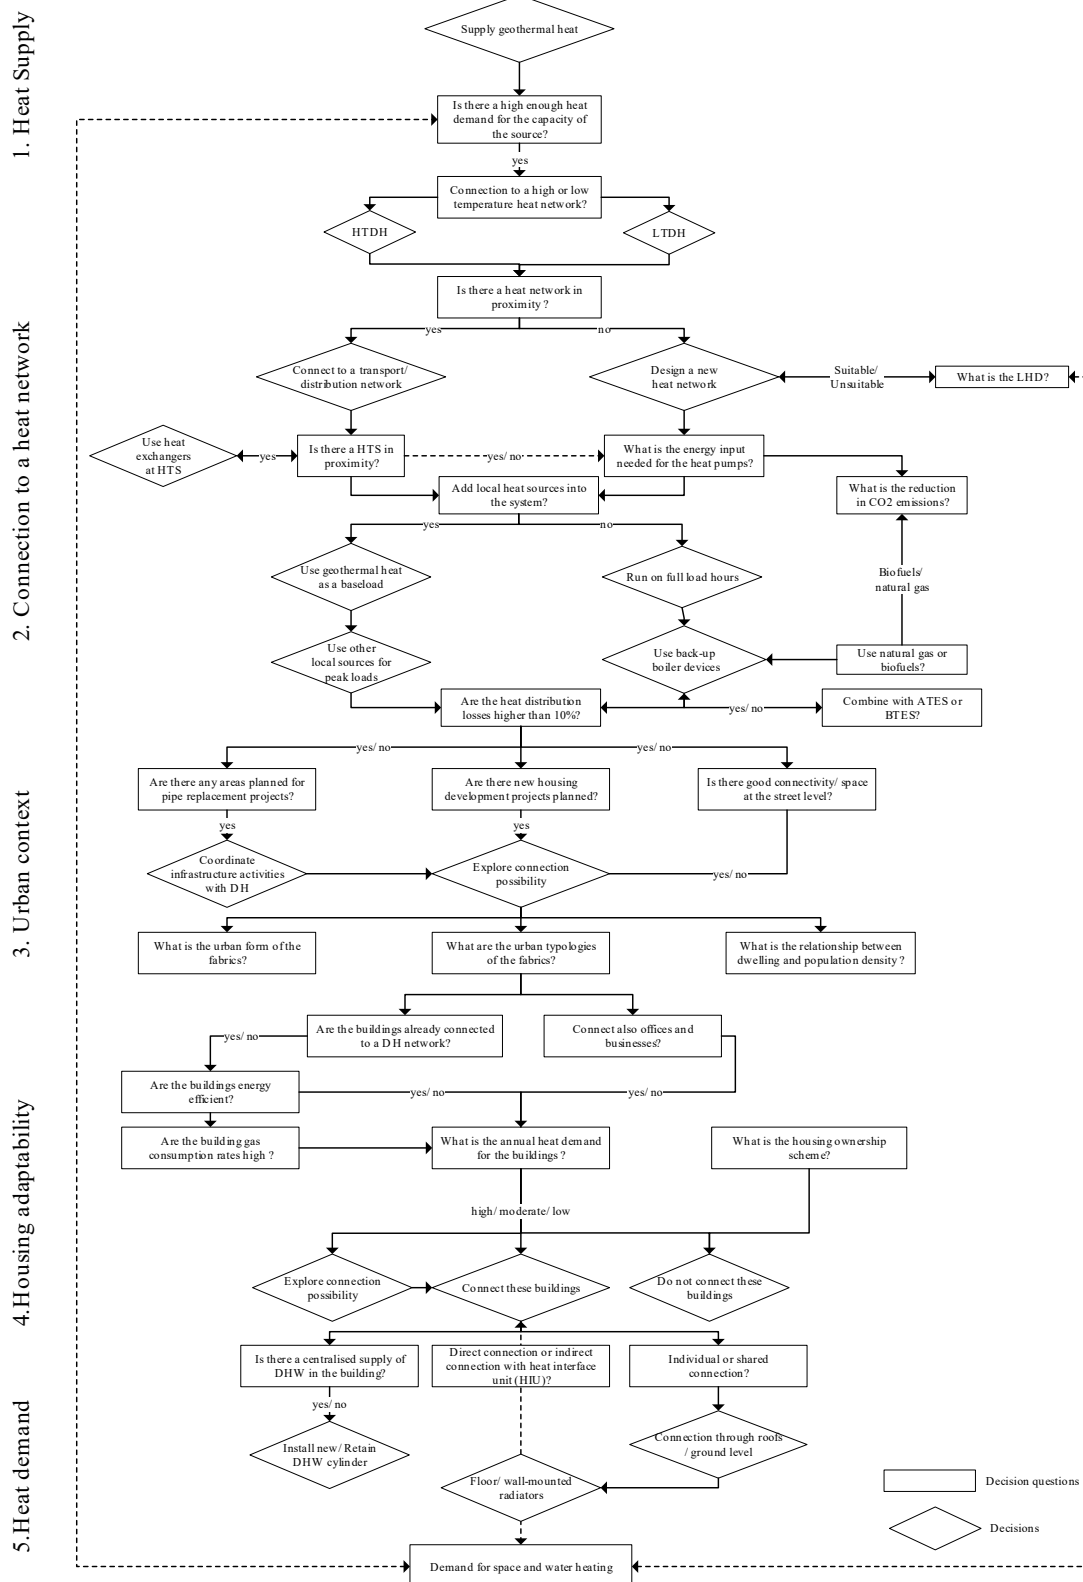 1. Heat Supply
Supply geothermal heat
Is there a high enough heat
demand for the capacity of
the source?
yes
Connection to a high or low
temperature heat network?
HTDH
LTDH
Is there a heat network in
proximity?
yes
no
2. Connection to a heat network
Connect to a transport/
distribution network
Design a new
heat network
Suitable/
Unsuitable
What is the LHD?
Use heat
exchangers
at HTS
yes
Is there a HTS in
proximity?
yes/ no
What is the energy input
needed for the heat pumps?
Add local heat sources into
the system?
What is the reduction
in CO2 emissions?
yes
no
Use geothermal heat
as a baseload
Run on full load hours
Biofuels/
natural gas
Use other
local sources for
peak loads
Use back-up
boiler devices
Use natural gas or
biofuels?
Are the heat distribution
losses higher than 10%?
yes/ no
Combine with ATES or
BTES?
yes/ no
yes/ no
3. Urban context
Are there any areas planned for
pipe replacement projects?
Are there new housing
development projects planned?
Is there good connectivity/ space
at the street level?
yes
yes
Coordinate
infrastructure activities
with DH
Explore connection
possibility
yes/ no
What is the urban form of the
fabrics?
What are the urban typologies
of the fabrics?
What is the relationship between
dwelling and population density?
Are the buildings already connected
to a DH network?
Connect also offices and
businesses?
yes/ no
4.Housing adaptability
Are the buildings energy
efficient?
yes/ no
yes/ no
Are the building gas
consumption rates high ?
What is the annual heat demand
for the buildings ?
What is the housing ownership
scheme?
high/ moderate/ low
Explore connection
possibility
Connect these buildings
Do not connect these
buildings
5.Heat demand
Is there a centralised supply of
DHW in the building?
Direct connection or indirect
connection with heat interface
unit (HIU)?
Individual or shared
connection?
yes/ no
Install new/ Retain
DHW cylinder
Connection through roofs
/ ground level
Floor/ wall-mounted
radiators
Decision questions
Decisions
Demand for space and water heating